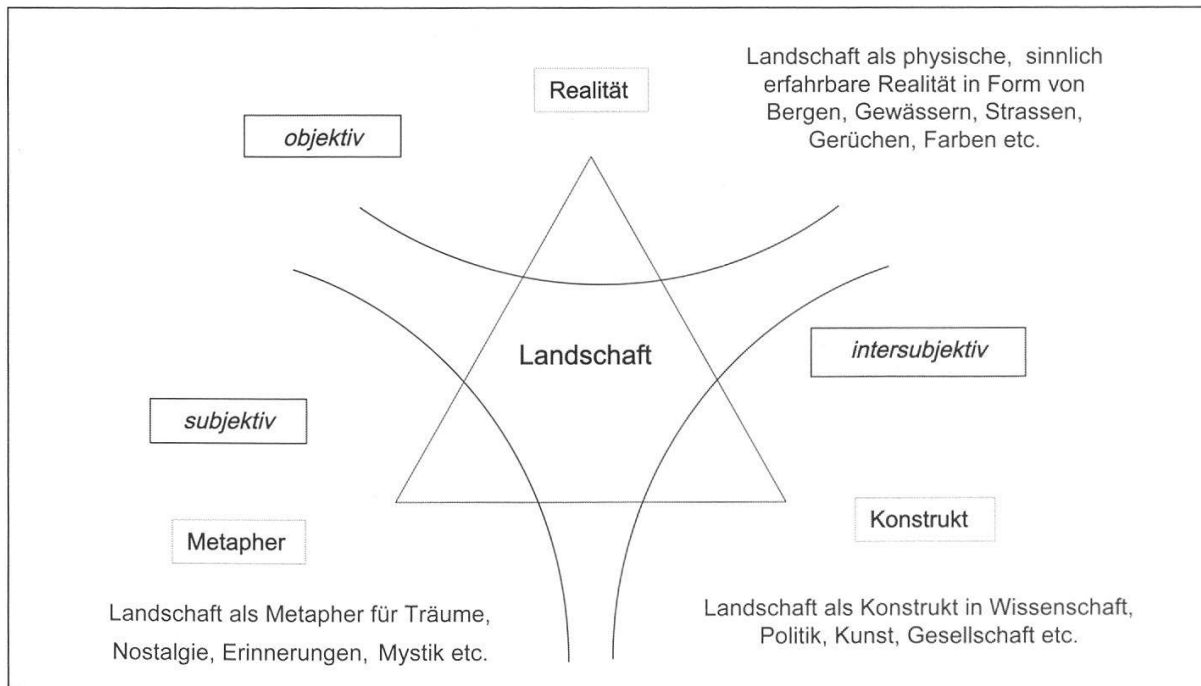 Realität
Landschaft als physische, sinnlich
erfahrbare Realität in Form von
Bergen, Gewässern, Strassen,
Gerüchen, Farben etc.
objektiv
Landschaft
intersubjektiv
subjektiv
Metapher
Landschaft als Metapher für Träume,
Nostalgie, Erinnerungen, Mystik etc.
Konstrukt
Landschaft als Konstrukt in Wissenschaft,
Politik, Kunst, Gesellschaft etc.